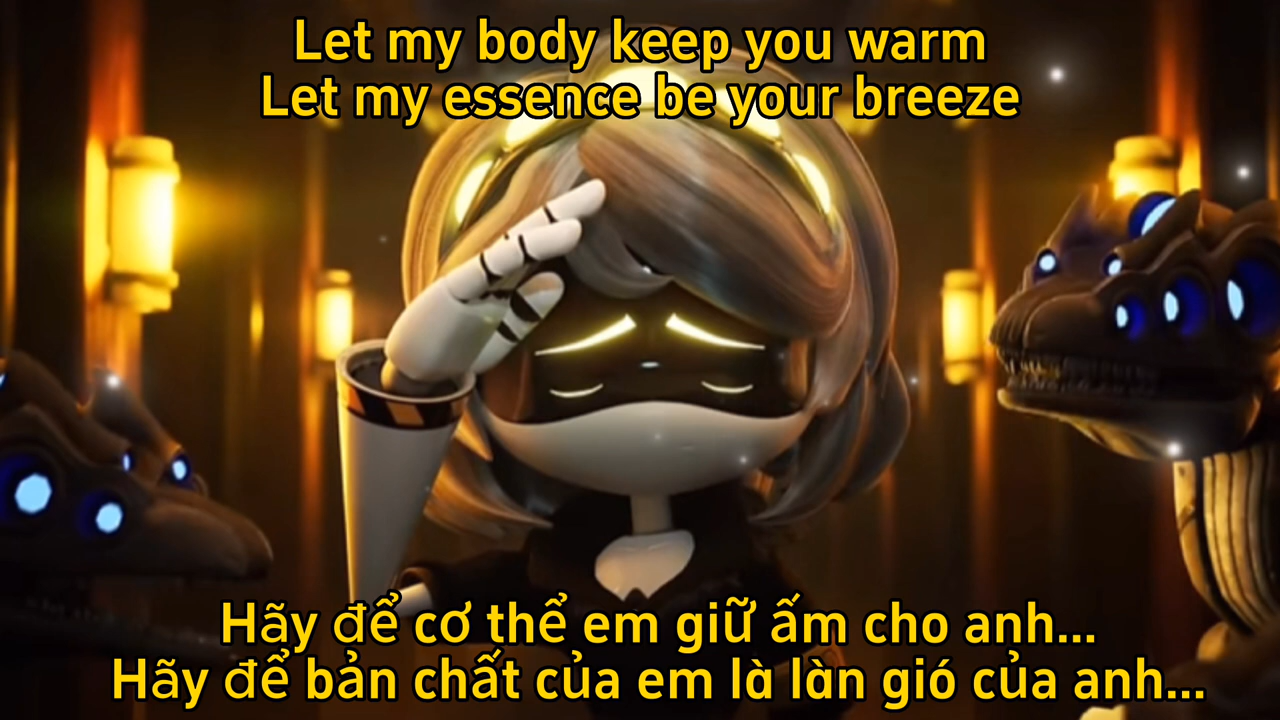 Let my body keep you warm
Let my essence be your breeze
Hãy để cơ thể em giữ ấm cho anh...
Hãy để bản chất của em là làn gió của anh...